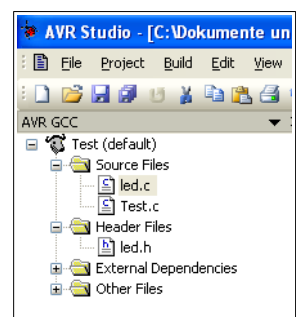 AVR Studio - [C:\Dokumente un
File Project Build Edit View
AVR GCC
Test (default)
Source Files
led.c
Test.c
Header Files
led.h
External Dependencies
Other Files